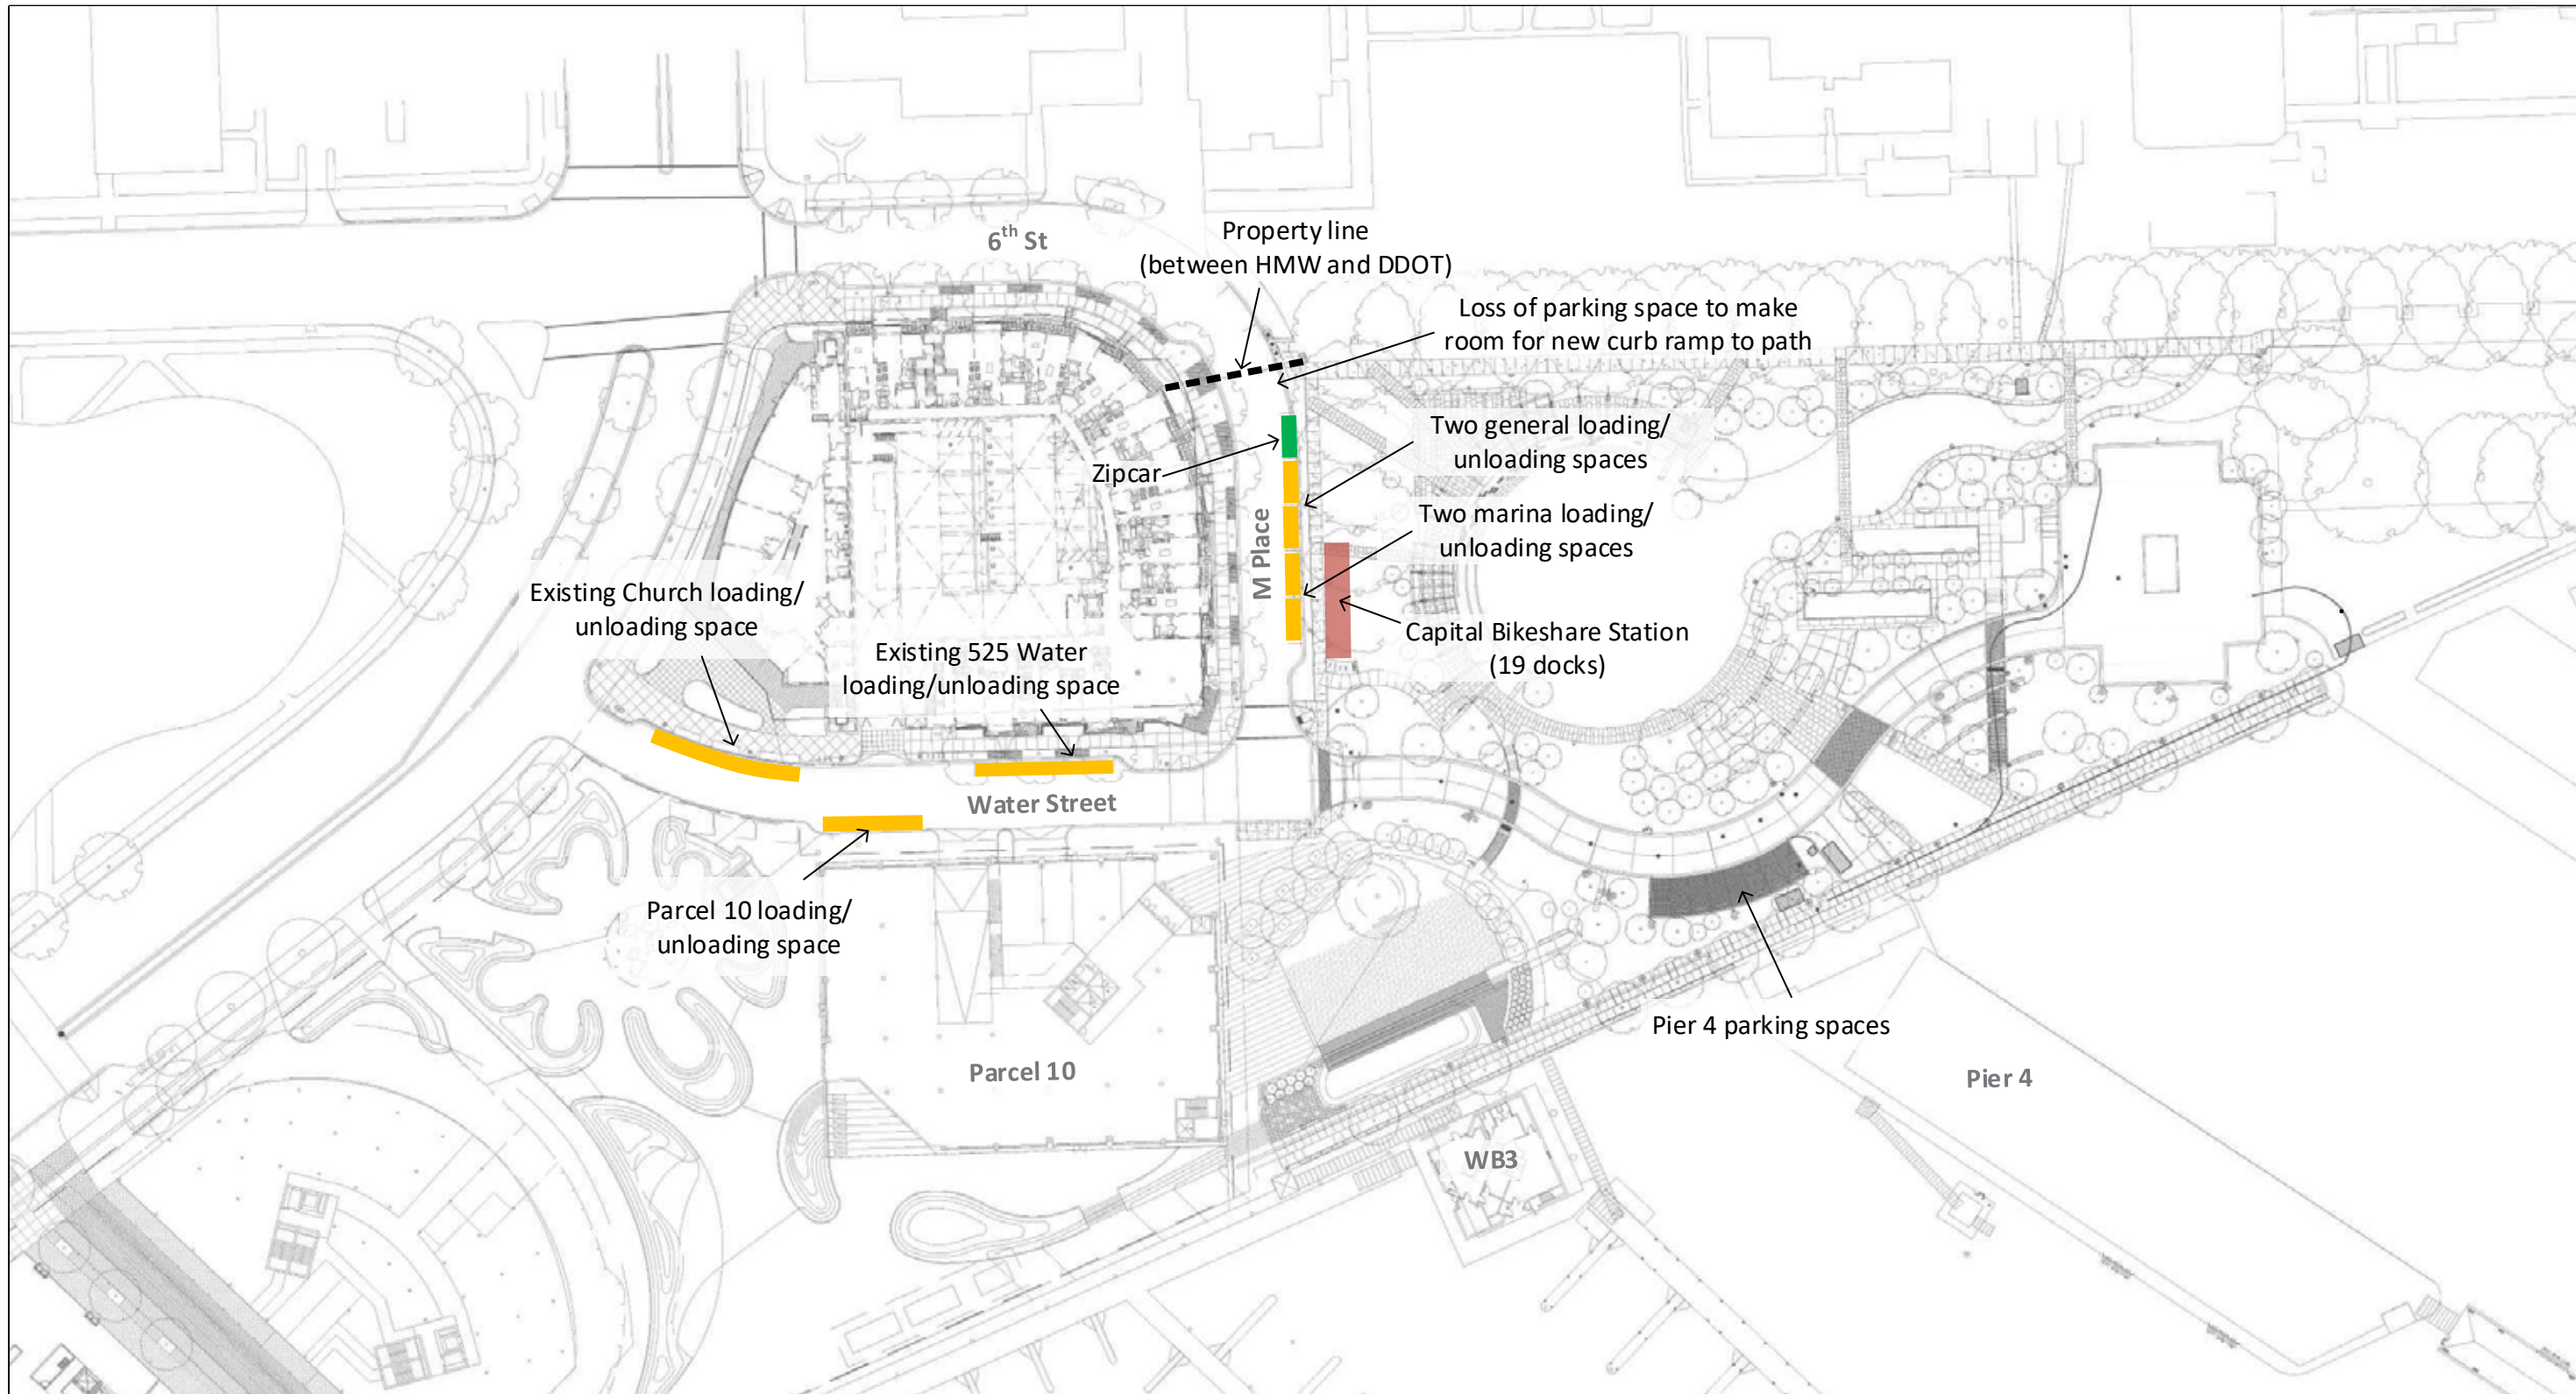 6th St
Property line
(between HMW and DDOT)
Loss of parking space to make
room for new curb ramp to path
Two general loading/
unloading spaces
Zipcar
Two marina loading/
unloading spaces
M Place
Existing Church loading/
unloading space
Capital Bikeshare Station
(19 docks)
Existing 525 Water
loading/unloading space
Water Street
Parcel 10 loading/
unloading space
Pier 4 parking spaces
Parcel 10
Pier 4
WB3